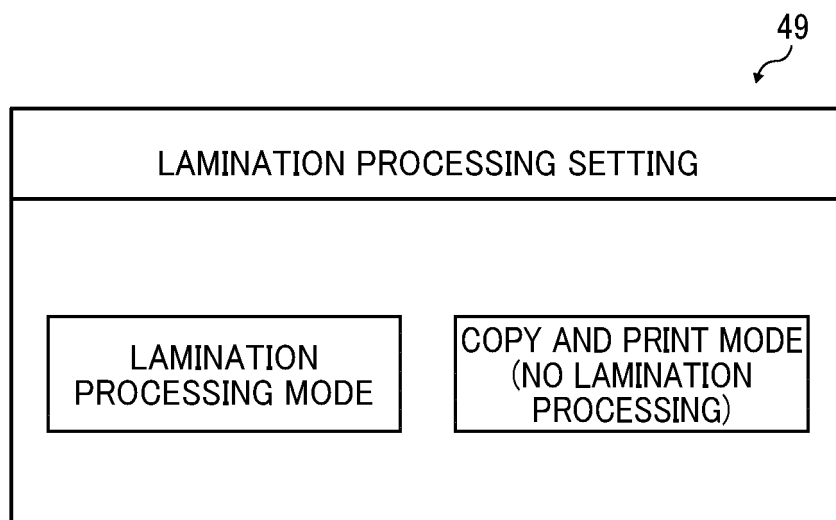 49
LAMINATION PROCESSING SETTING
LAMINATION
PROCESSING MODE
COPY AND PRINT MODE
(NO LAMINATION
PROCESSING)